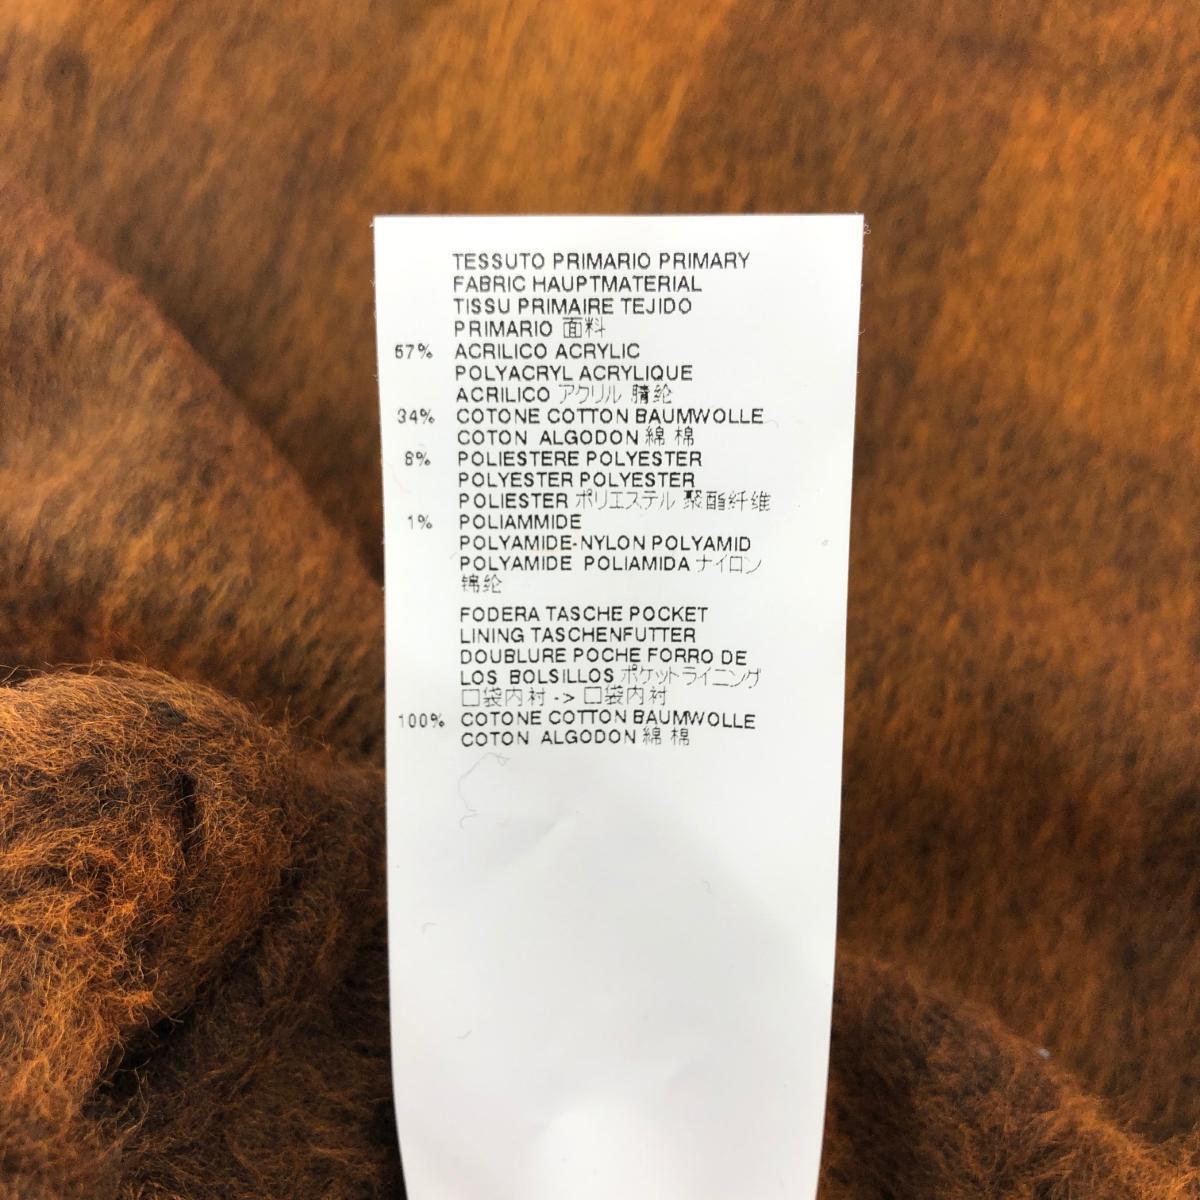 TESSUTO PRIMARIO PRIMARY
FABRIC HAUPTMATERIAL
TISSU PRIMAIRE TEJIDO
PRIMARIO 面料
67% ACRILICO ACRYLIC
POLYACRYL ACRYLIQUE
ACRILICO アクリル 腈纶
34% COTONE COTTON BAUMWOLLE
COTON ALGODON 綿 棉
8% POLIESTERE POLYESTER
POLYESTER POLYESTER
POLIESTER ポリエステル 聚酯纤维
1% POLIAMMIDE
POLYAMIDE-NYLON POLYAMID
POLYAMIDE POLIAMIDA ナイロン
锦纶
FODERA TASCHE POCKET
LINING TASCHENFUTTER
DOUBLURE POCHE FORRO DE
LOS BOLSILLOS ポケットライニング
口袋内衬 -> 口袋内衬
100% COTONE COTTON BAUMWOLLE
COTON ALGODON 綿 棉